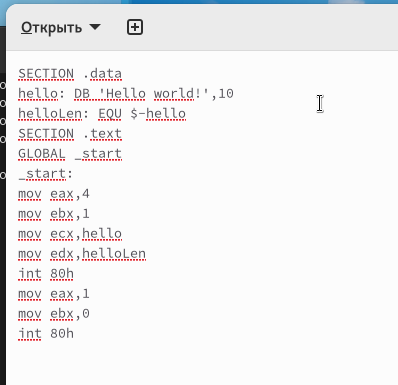 Открыть
SECTION .data
hello: DB 'Hello world!',10
helloLen: EQU $-hello
SECTION .text
GLOBAL _start
_start:
mov eax,4
mov ebx,1
mov ecx,hello
mov edx,helloLen
int 80h
mov eax,1
mov ebx,0
int 80h